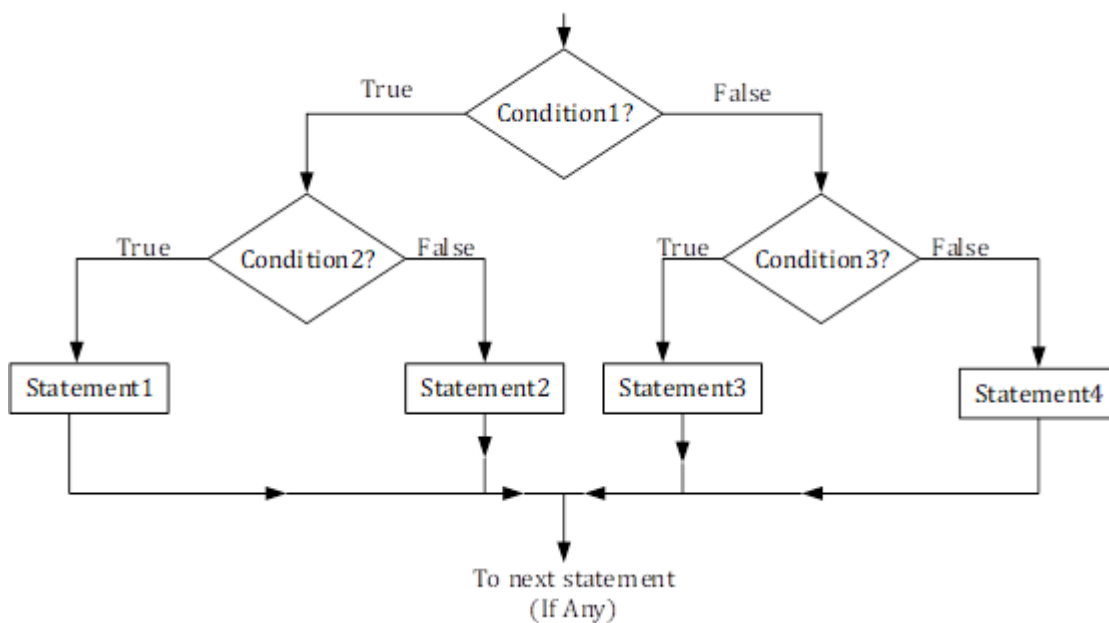 True
False
Condition1?
True
False
True
False
Condition2?
Condition3?
Statement1
Statement2
Statement3
Statement4
To next statement
(If Any)